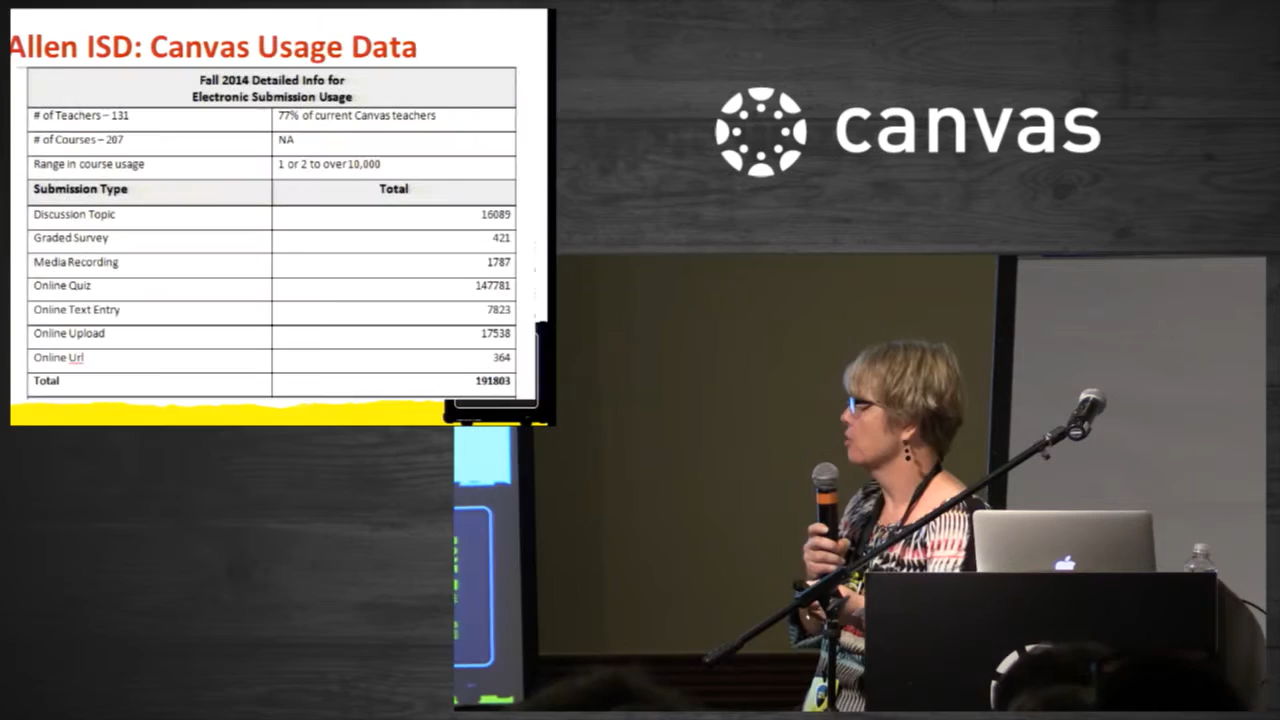 Allen ISD: Canvas Usage Data
Fall 2014 Detailed Info for
Electronic Submission Usage
# of Teachers – 131 77% of current Canvas teachers
# of Courses – 207 NA
Range in course usage 1 or 2 to over 10,000
Submission Type Total
Discussion Topic 16089
Graded Survey 421
Media Recording 1787
Online Quiz 147781
Online Text Entry 7823
Online Upload 17538
Online Url 364
Total 191803
canvas